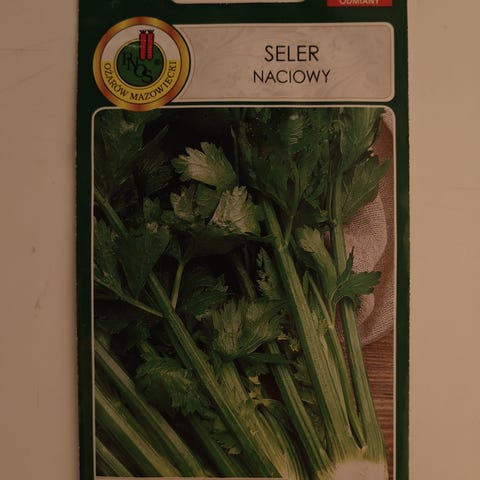 ODMIANY
SELER
NACIOWY
PNOS
®
OŻARÓW MAZOWIECKI